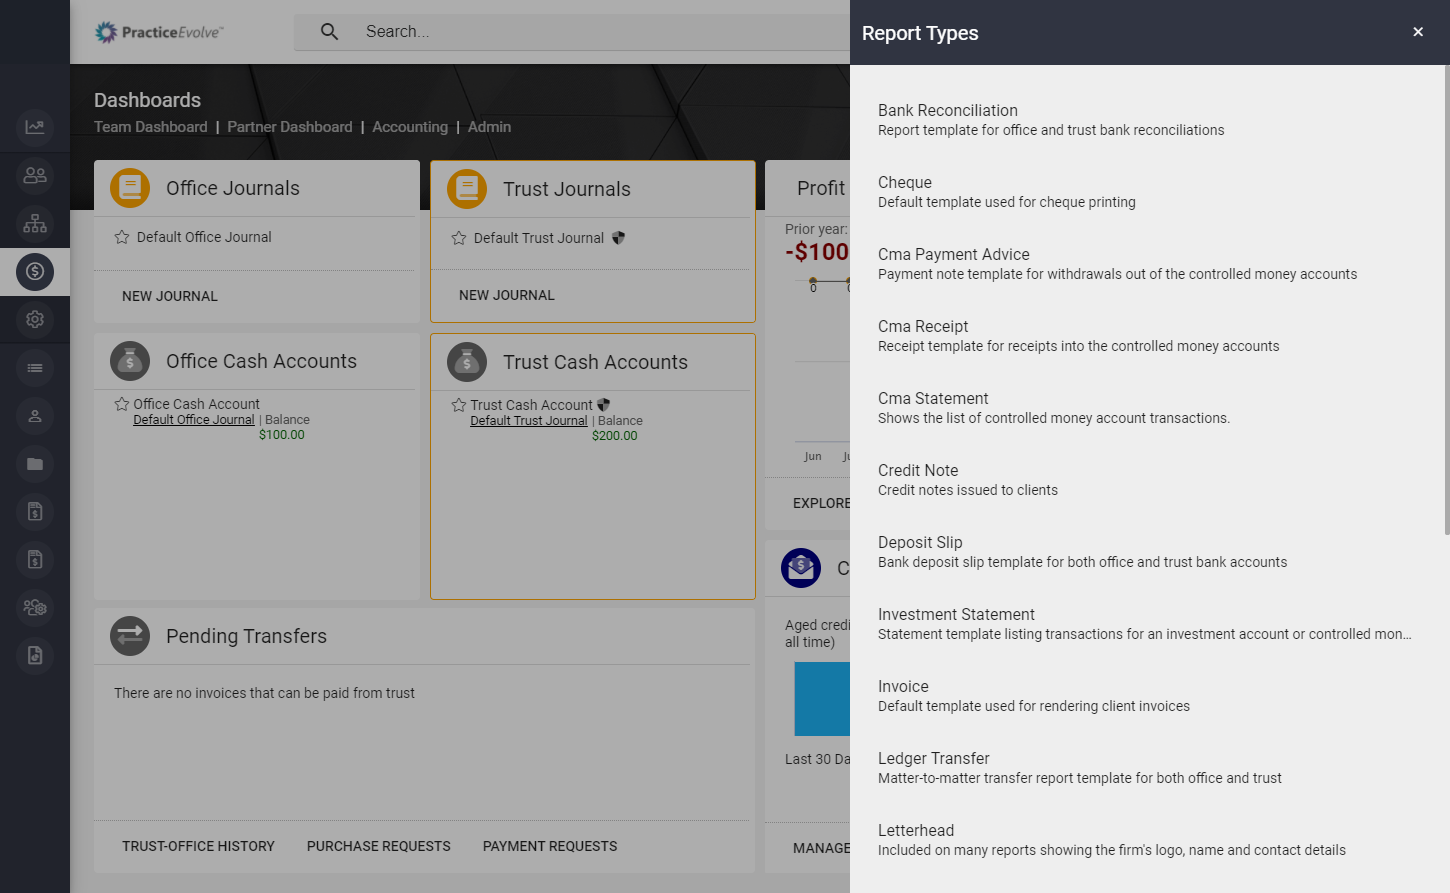 PracticeEvolve™
Search...
Dashboards
Team Dashboard | Partner Dashboard | Accounting | Admin
Office Journals
Default Office Journal
NEW JOURNAL
Trust Journals
Default Trust Journal
NEW JOURNAL
Office Cash Accounts
Office Cash Account
Default Office Journal | Balance
$100.00
Trust Cash Accounts
Trust Cash Account
Default Trust Journal | Balance
$200.00
Pending Transfers
There are no invoices that can be paid from trust
TRUST-OFFICE HISTORY PURCHASE REQUESTS PAYMENT REQUESTS
Profit
Prior year:
-$100
0
Jun
EXPLORE
C
Aged credi
all time)
Last 30 Da
MANAGE
Report Types
Bank Reconciliation
Report template for office and trust bank reconciliations
Cheque
Default template used for cheque printing
Cma Payment Advice
Payment note template for withdrawals out of the controlled money accounts
Cma Receipt
Receipt template for receipts into the controlled money accounts
Cma Statement
Shows the list of controlled money account transactions.
Credit Note
Credit notes issued to clients
Deposit Slip
Bank deposit slip template for both office and trust bank accounts
Investment Statement
Statement template listing transactions for an investment account or controlled mon...
Invoice
Default template used for rendering client invoices
Ledger Transfer
Matter-to-matter transfer report template for both office and trust
Letterhead
Included on many reports showing the firm's logo, name and contact details